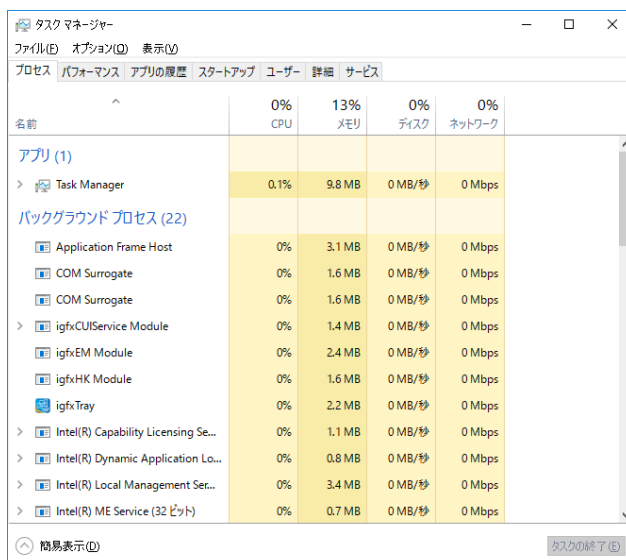 タスク マネージャー
ファイル(F) オプション(O) 表示(V)
プロセス パフォーマンス アプリの履歴 スタートアップ ユーザー 詳細 サービス
0% 13% 0% 0%
名前 CPU メモリ ディスク ネットワーク
アプリ (1)
Task Manager 0.1% 9.8 MB 0 MB/秒 0 Mbps
バックグラウンド プロセス (22)
Application Frame Host 0% 3.1 MB 0 MB/秒 0 Mbps
COM Surrogate 0% 1.6 MB 0 MB/秒 0 Mbps
COM Surrogate 0% 1.6 MB 0 MB/秒 0 Mbps
igfxCUIService Module 0% 1.4 MB 0 MB/秒 0 Mbps
igfxEM Module 0% 2.4 MB 0 MB/秒 0 Mbps
igfxHK Module 0% 1.6 MB 0 MB/秒 0 Mbps
igfxTray 0% 2.2 MB 0 MB/秒 0 Mbps
Intel(R) Capability Licensing Se... 0% 1.1 MB 0 MB/秒 0 Mbps
Intel(R) Dynamic Application Lo... 0% 0.8 MB 0 MB/秒 0 Mbps
Intel(R) Local Management Ser... 0% 3.4 MB 0 MB/秒 0 Mbps
Intel(R) ME Service (32 ビット) 0% 0.7 MB 0 MB/秒 0 Mbps
簡易表示(D) タスクの終了(E)